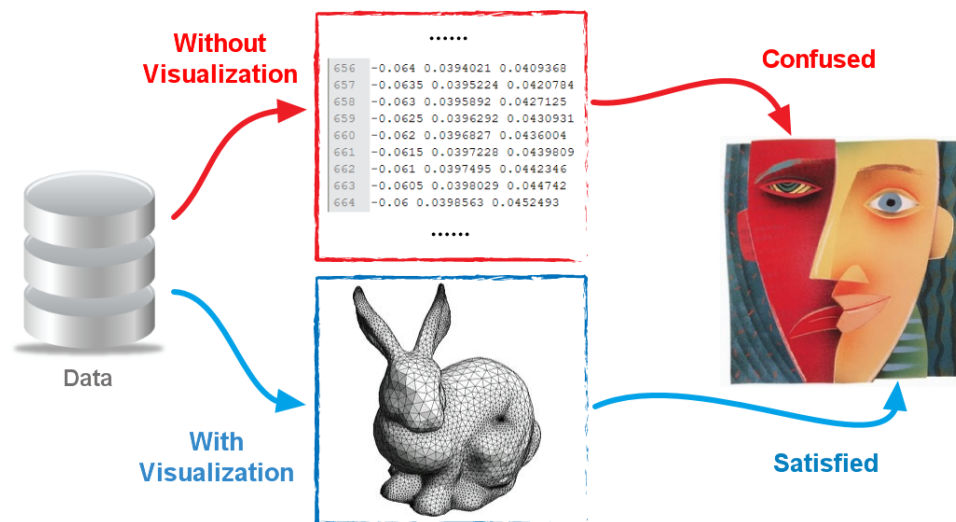 Without
Visualization
......
656 -0.064 0.0394021 0.0409368
657 -0.0635 0.0395224 0.0420784
658 -0.063 0.0395892 0.0427125
659 -0.0625 0.0396292 0.0430931
660 -0.062 0.0396827 0.0436004
661 -0.0615 0.0397228 0.0439809
662 -0.061 0.0397495 0.0442346
663 -0.0605 0.0398029 0.044742
664 -0.06 0.0398563 0.0452493
......
Confused
Data
With
Visualization
Satisfied